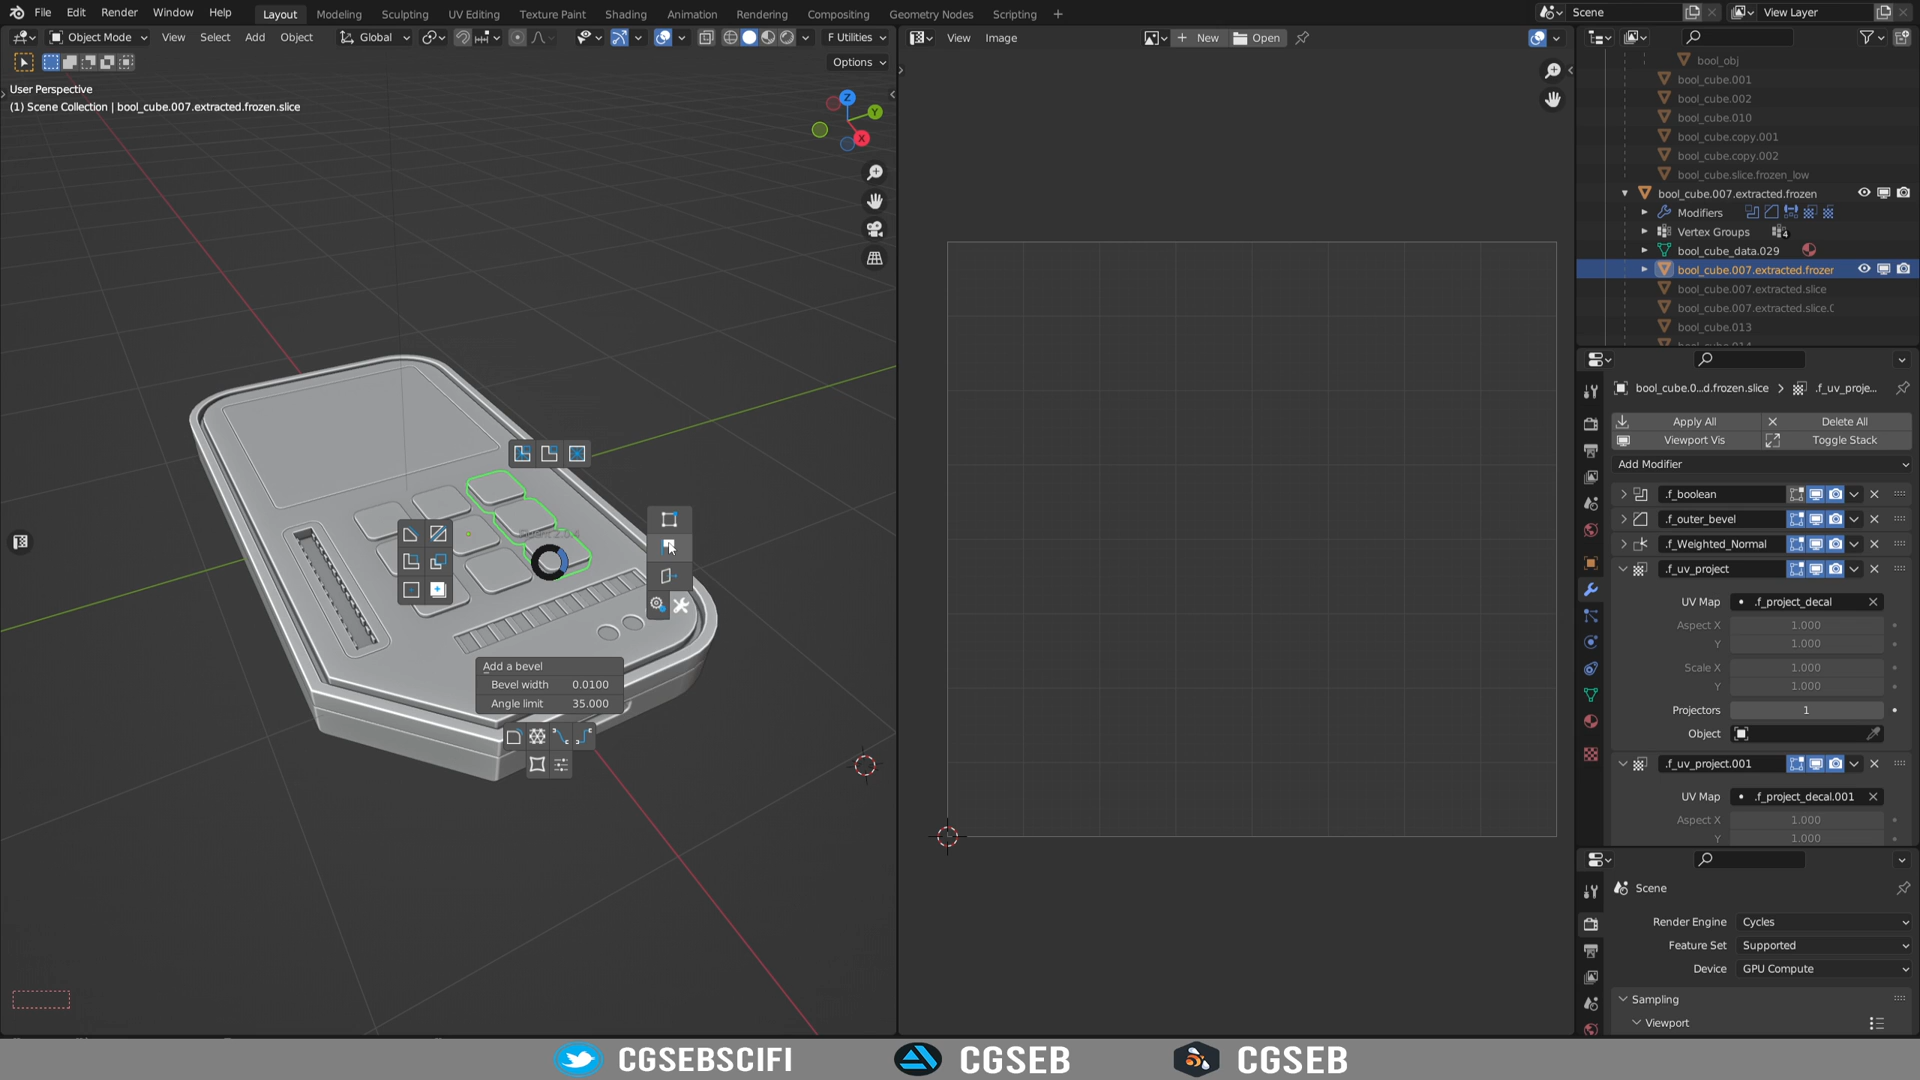 File Edit Render Window Help
Layout Modeling Sculpting UV Editing Texture Paint Shading Animation Rendering Compositing Geometry Nodes Scripting
Scene
View Layer
Object Mode View Select Add Object Global F Utilities
Options
View Image New Open
User Perspective
(1) Scene Collection | bool_cube.007.extracted.frozen.slice
Z
Y
X
Add a bevel
Bevel width 0.0100
Angle limit 35.000
bool_obj
bool_cube.001
bool_cube.002
bool_cube.010
bool_cube.copy.001
bool_cube.copy.002
bool_cube.slice.frozen_low
bool_cube.007.extracted.frozen
Modifiers
Vertex Groups 4
bool_cube_data.029
bool_cube.007.extracted.frozer
bool_cube.007.extracted.slice
bool_cube.007.extracted.slice.0
bool_cube.013
bool_cube.0...d.frozen.slice .f_uv_proje...
Apply All Delete All
Viewport Vis Toggle Stack
Add Modifier
.f_boolean
.f_outer_bevel
.f_Weighted_Normal
.f_uv_project
UV Map .f_project_decal
Aspect X 1.000
Y 1.000
Scale X 1.000
Y 1.000
Projectors 1
Object
.f_uv_project.001
UV Map .f_project_decal.001
Aspect X 1.000
Y 1.000
Scene
Render Engine Cycles
Feature Set Supported
Device GPU Compute
Sampling
Viewport
CGSEBSCIFI CGSEB CGSEB